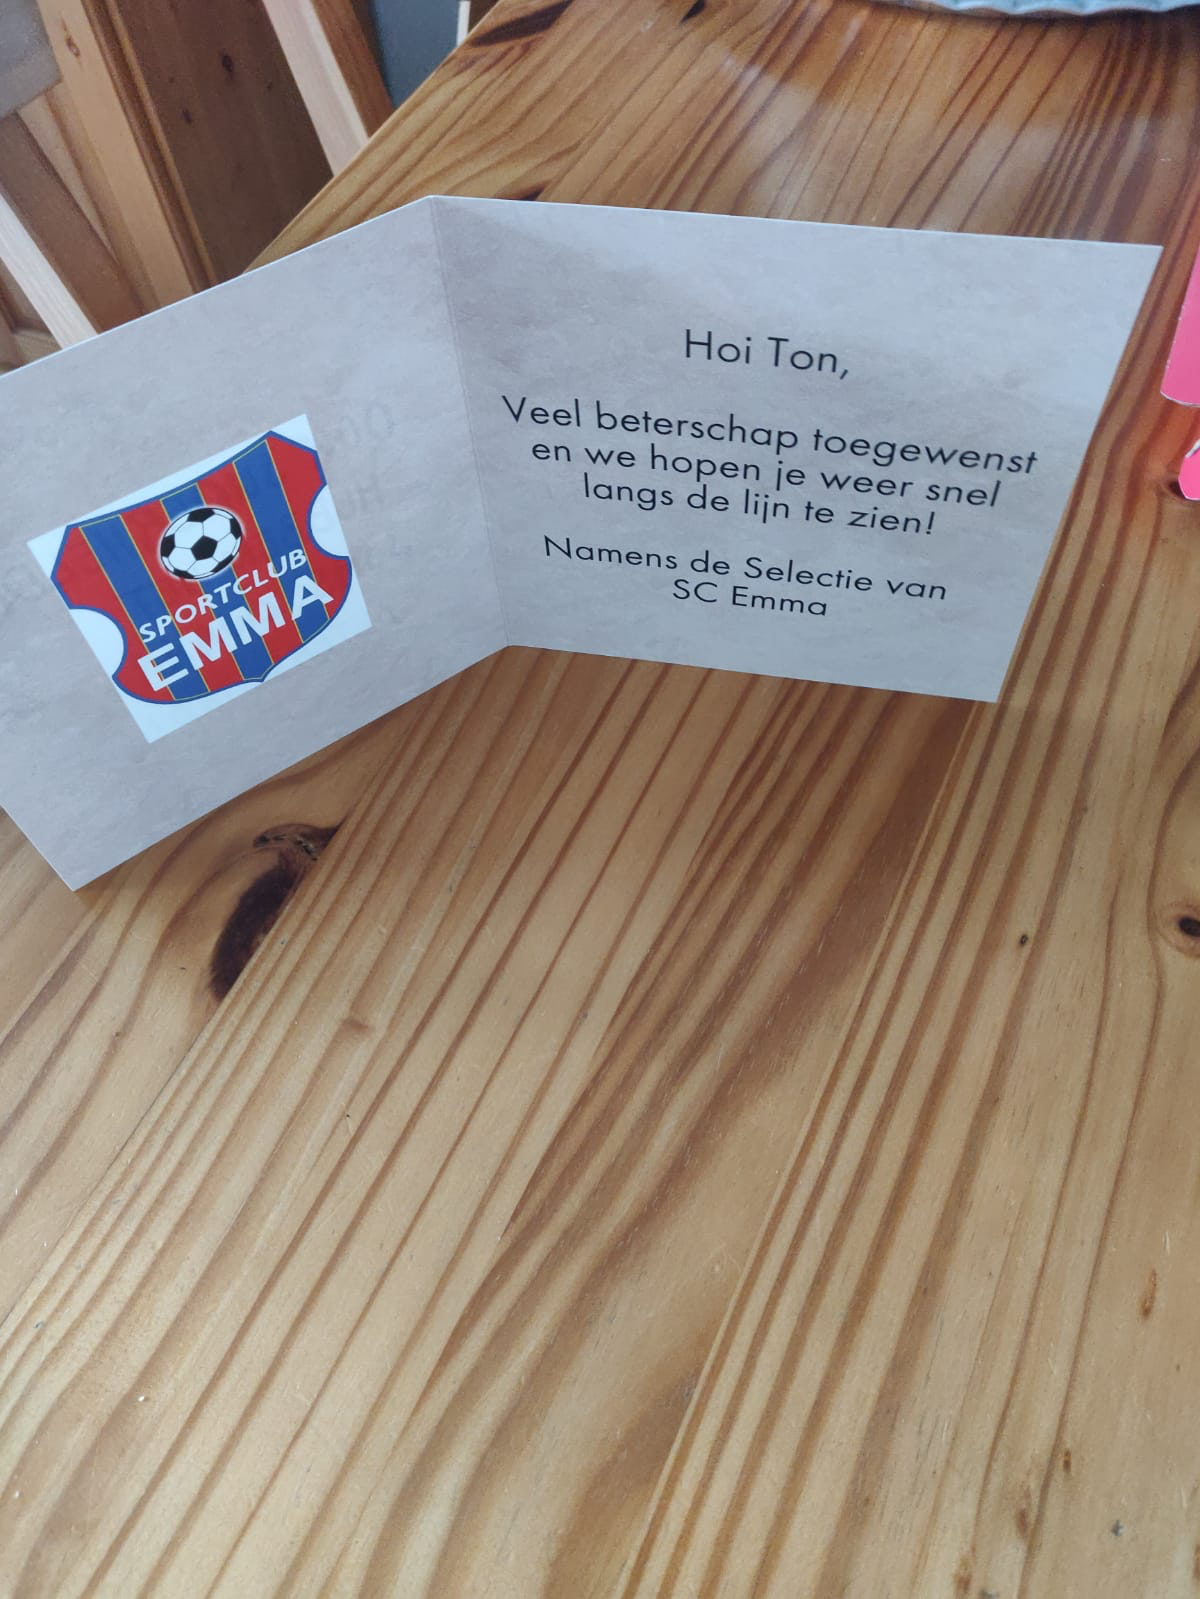 SPORTCLUB
EMMA
Hoi Ton,
Veel beterschap toegewenst
en we hopen je weer snel
langs de lijn te zien!
Namens de Selectie van
SC Emma